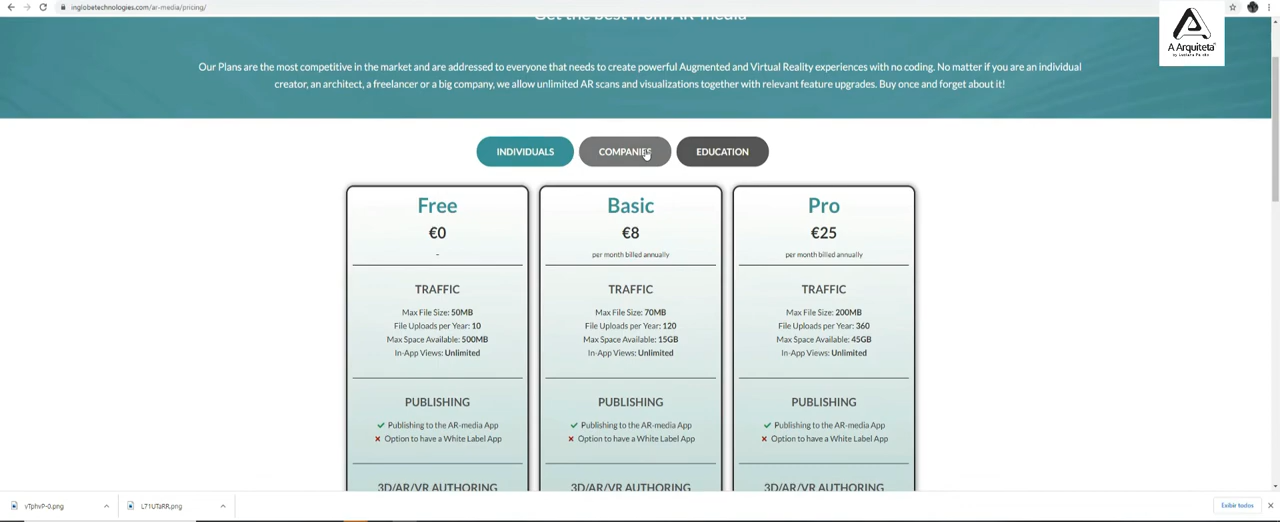 inglobetechnologies.com/ar-media/pricing/
Get the best from AR-media
A Arquiteta
Our Plans are the most competitive in the market and are addressed to everyone that needs to create powerful Augmented and Virtual Reality experiences with no coding. No matter if you are an individual
creator, an architect, a freelancer or a big company, we allow unlimited AR scans and visualizations together with relevant feature upgrades. Buy once and forget about it!
INDIVIDUALS
COMPANIES
EDUCATION
Free
€0
-
TRAFFIC
Max File Size: 50MB
File Uploads per Year: 10
Max Space Available: 500MB
In-App Views: Unlimited
PUBLISHING
✓ Publishing to the AR-media App
✗ Option to have a White Label App
3D/AR/VR AUTHORING
Basic
€8
per month billed annually
TRAFFIC
Max File Size: 70MB
File Uploads per Year: 120
Max Space Available: 15GB
In-App Views: Unlimited
PUBLISHING
✓ Publishing to the AR-media App
✗ Option to have a White Label App
3D/AR/VR AUTHORING
Pro
€25
per month billed annually
TRAFFIC
Max File Size: 200MB
File Uploads per Year: 360
Max Space Available: 45GB
In-App Views: Unlimited
PUBLISHING
✓ Publishing to the AR-media App
✗ Option to have a White Label App
3D/AR/VR AUTHORING
vTphvP-0.png
LT1UTaRR.png
Exibir todos